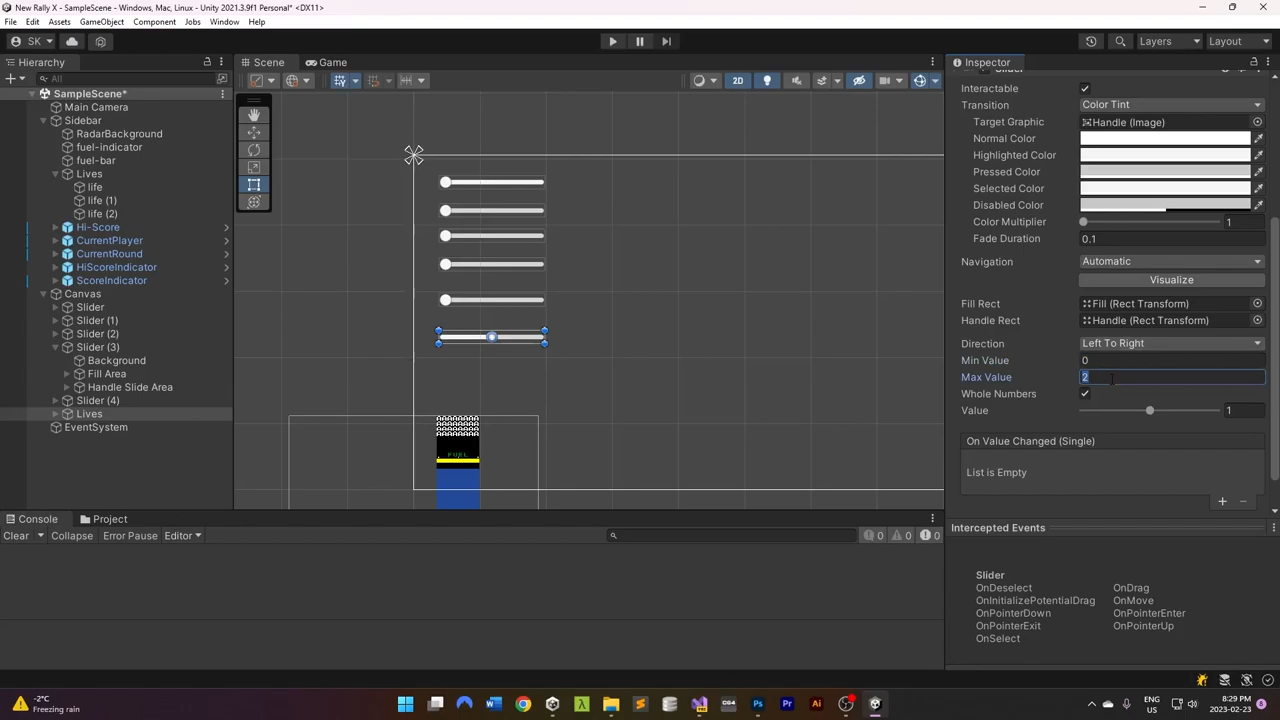 New Rally X - SampleScene - Windows, Mac, Linux - Unity 2021.3.9f1 Personal* <DX11>
File Edit Assets GameObject Component Jobs Window Help
SK
Layers
Layout
Hierarchy
All
SampleScene*
Main Camera
Sidebar
RadarBackground
fuel-indicator
fuel-bar
Lives
life
life (1)
life (2)
Hi-Score
CurrentPlayer
CurrentRound
HiScoreIndicator
ScoreIndicator
Canvas
Slider
Slider (1)
Slider (2)
Slider (3)
Background
Fill Area
Handle Slide Area
Slider (4)
Lives
EventSystem
Scene
Game
2D
FUEL
Inspector
Slider
Interactable
Transition Color Tint
Target Graphic Handle (Image)
Normal Color
Highlighted Color
Pressed Color
Selected Color
Disabled Color
Color Multiplier 1
Fade Duration 0.1
Navigation Automatic
Visualize
Fill Rect Fill (Rect Transform)
Handle Rect Handle (Rect Transform)
Direction Left To Right
Min Value 0
Max Value 2
Whole Numbers
Value 1
On Value Changed (Single)
List is Empty
Intercepted Events
Slider
OnDeselect OnDrag
OnInitializePotentialDrag OnMove
OnPointerDown OnPointerEnter
OnPointerExit OnPointerUp
OnSelect
Console
Project
Clear Collapse Error Pause Editor
0 0 0
-2°C
Freezing rain
ENG
US
8:29 PM
2023-02-23